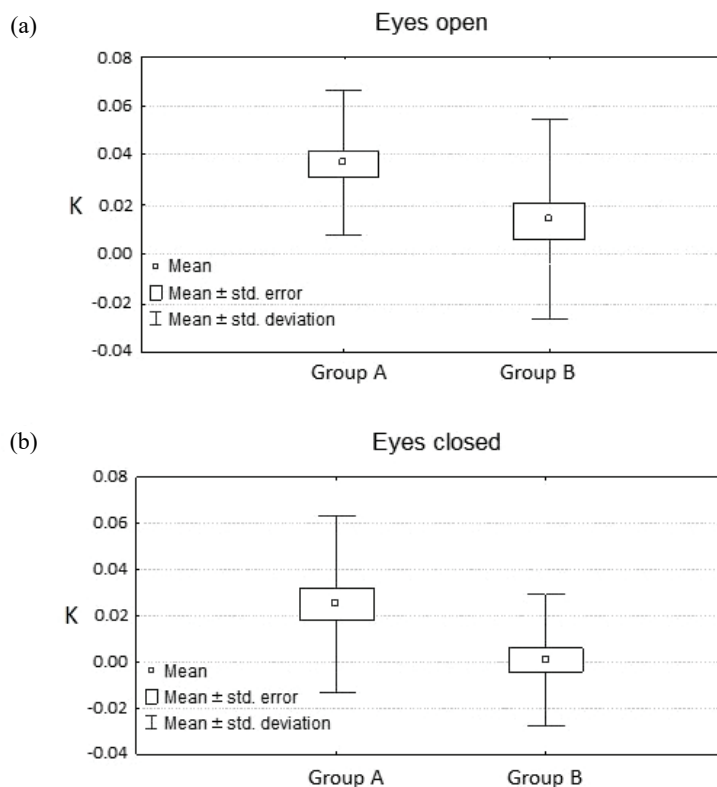 (a)
Eyes open
0.08
0.06
0.04
0.02
K
0.00
Mean
Mean ± std. error
-0.02
Mean ± std. deviation
-0.04
Group A Group B
(b)
Eyes closed
0.08
0.06
0.04
0.02
K
0.00
Mean
Mean ± std. error
-0.02
Mean ± std. deviation
-0.04
Group A Group B